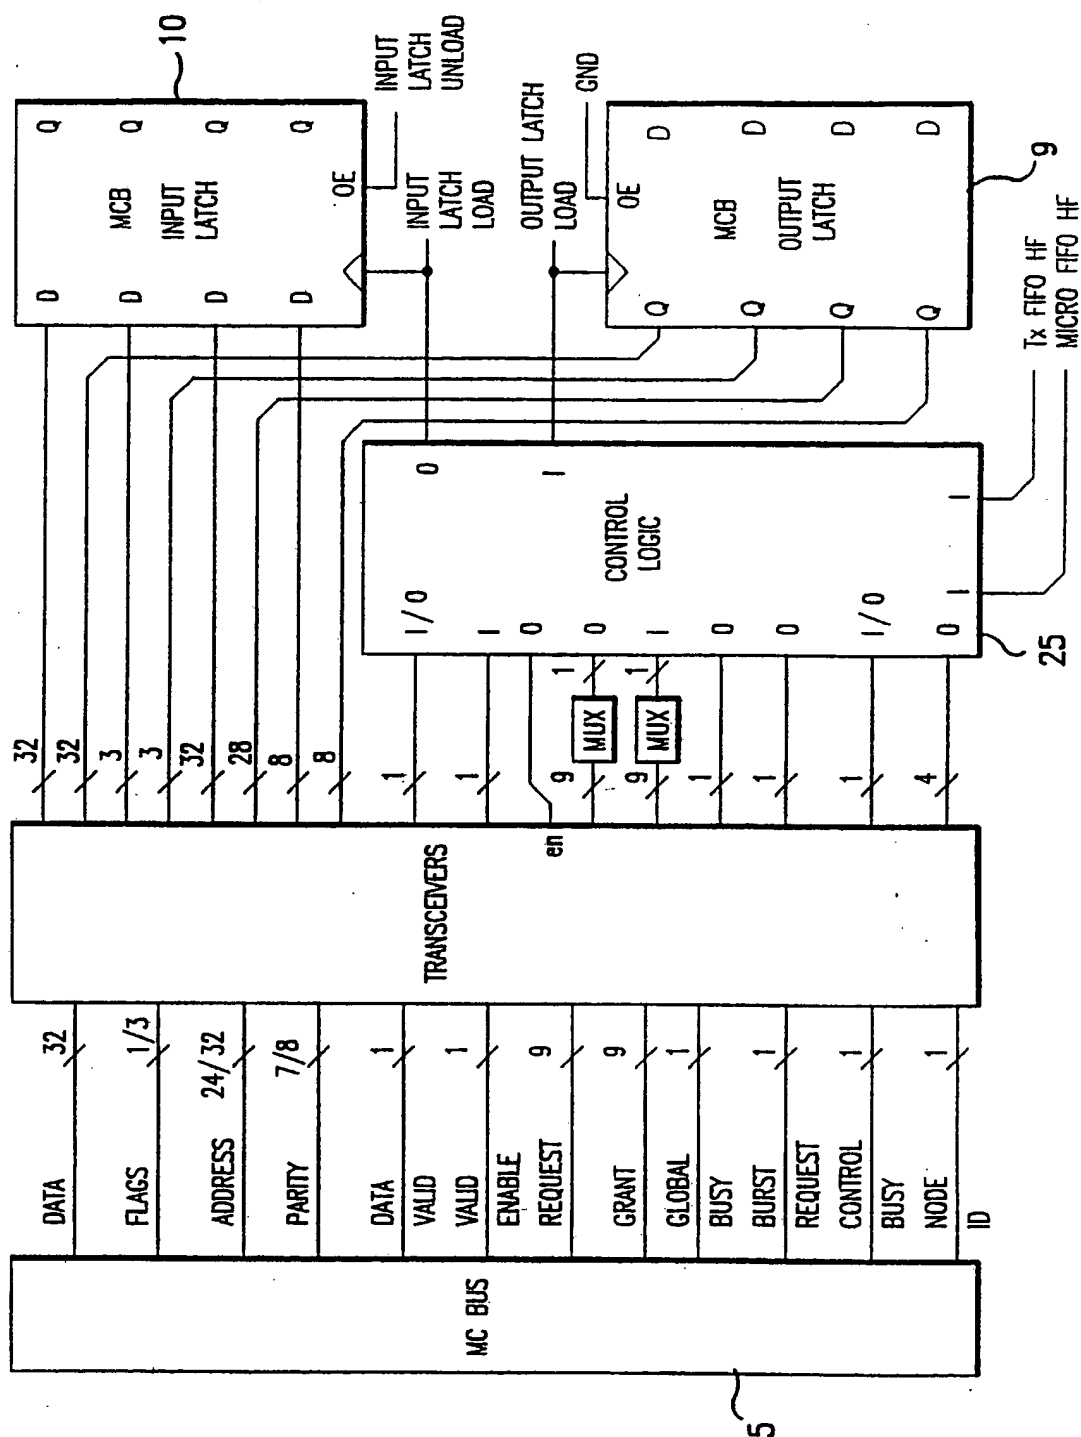 MC BUS
5
DATA
32
FLAGS
1/3
ADDRESS
24/32
PARITY
7/8
DATA
VALID
1
VALID
ENABLE
1
REQUEST
9
GRANT
9
GLOBAL
BUSY
1
BURST
REQUEST
1
CONTROL
BUSY
1
NODE
ID
1
TRANSCEIVERS
en
32
32
3
3
32
28
8
8
1
1
9
MUX
1
9
MUX
1
1
1
1
4
CONTROL
LOGIC
I/O
I
O
O
I
O
O
I/O
O
O
I
I
I
25
Tx FIFO HF
MICRO FIFO HF
MCB
INPUT
LATCH
D
D
D
D
Q
Q
Q
Q
OE
10
INPUT
LATCH
UNLOAD
INPUT
LATCH
LOAD
OUTPUT LATCH
LOAD
GND
MCB
OUTPUT
LATCH
OE
Q
Q
Q
Q
D
D
D
D
9